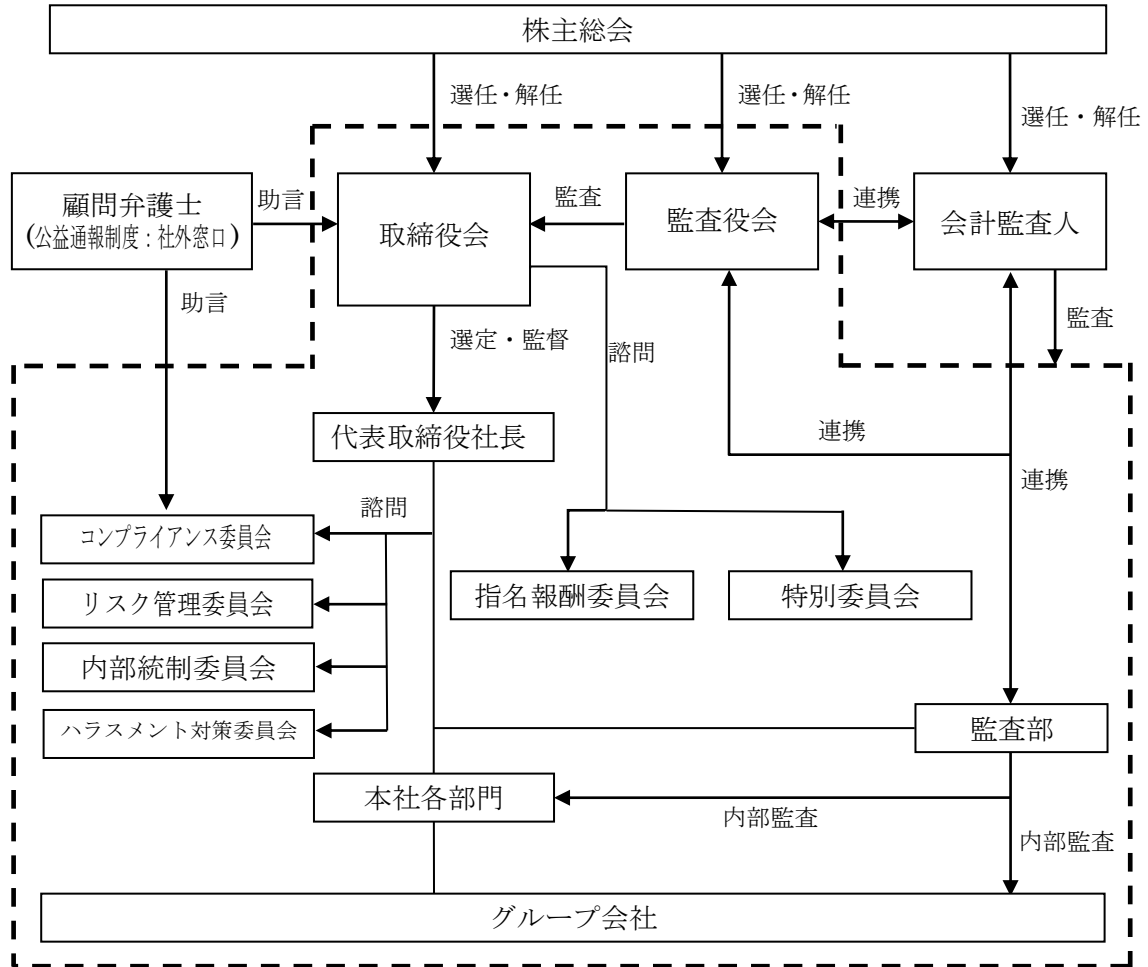 株主総会
選任・解任
選任・解任
選任・解任
顧問弁護士
(公益通報制度：社外窓口)
助言
取締役会
監査
監査役会
連携
会計監査人
助言
監査
選定・監督
諮問
代表取締役社長
連携
連携
諮問
コンプライアンス委員会
リスク管理委員会
内部統制委員会
ハラスメント対策委員会
指名報酬委員会
特別委員会
監査部
本社各部門
内部監査
内部監査
グループ会社